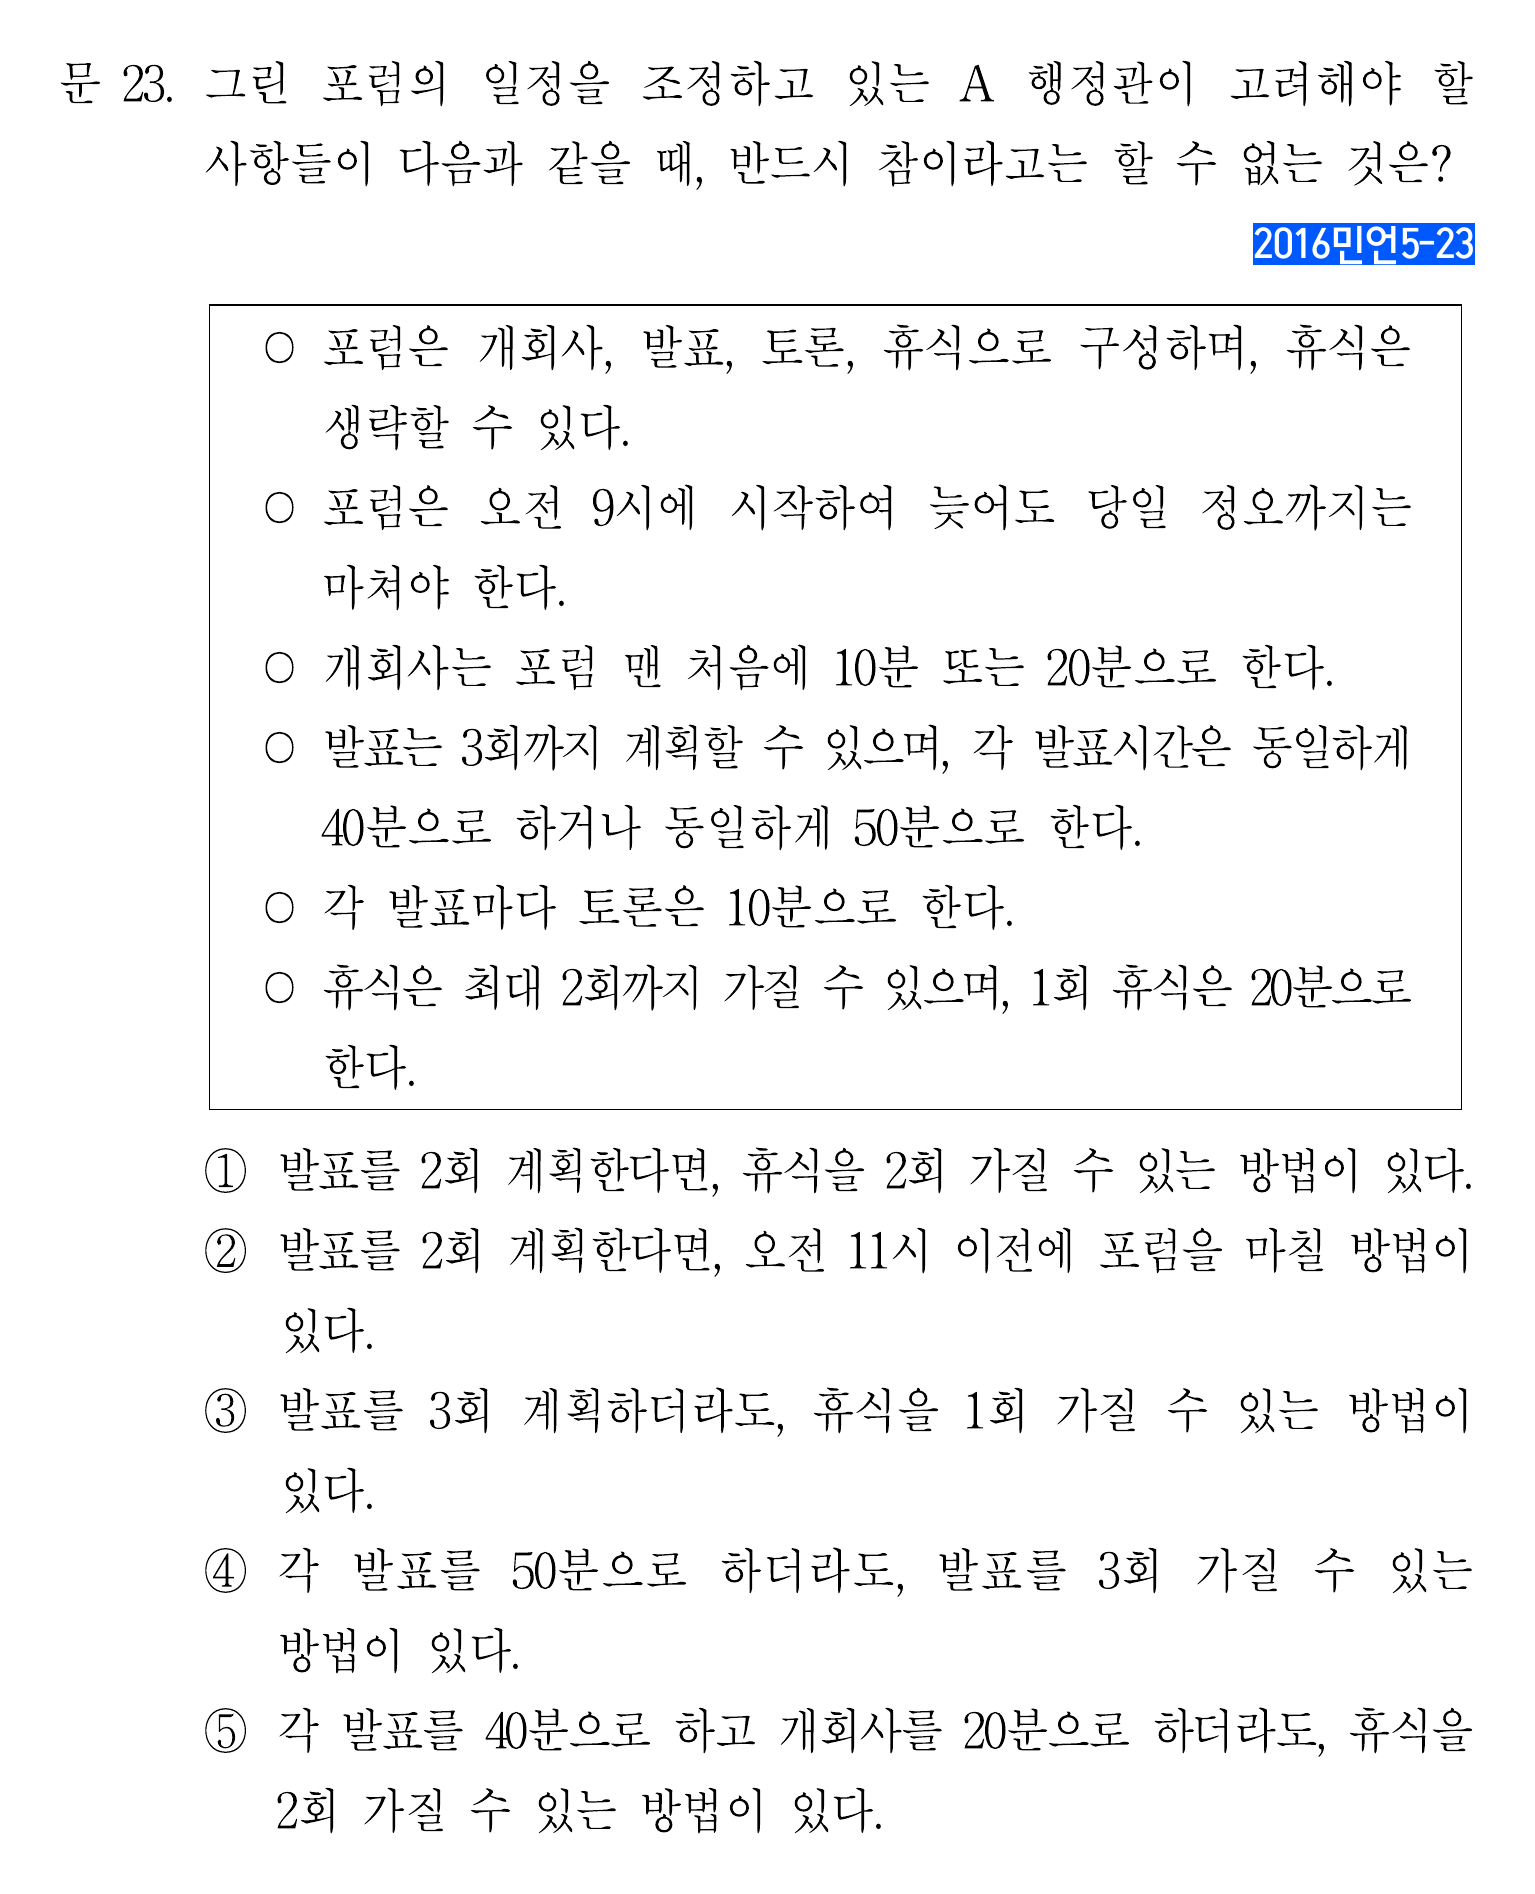 문 23. 그린 포럼의 일정을 조정하고 있는 A 행정관이 고려해야 할
사항들이 다음과 같을 때, 반드시 참이라고는 할 수 없는 것은?
2016민언5-23
○ 포럼은 개회사, 발표, 토론, 휴식으로 구성하며, 휴식은
생략할 수 있다.
○ 포럼은 오전 9시에 시작하여 늦어도 당일 정오까지는
마쳐야 한다.
○ 개회사는 포럼 맨 처음에 10분 또는 20분으로 한다.
○ 발표는 3회까지 계획할 수 있으며, 각 발표시간은 동일하게
40분으로 하거나 동일하게 50분으로 한다.
○ 각 발표마다 토론은 10분으로 한다.
○ 휴식은 최대 2회까지 가질 수 있으며, 1회 휴식은 20분으로
한다.
① 발표를 2회 계획한다면, 휴식을 2회 가질 수 있는 방법이 있다.
② 발표를 2회 계획한다면, 오전 11시 이전에 포럼을 마칠 방법이
있다.
③ 발표를 3회 계획하더라도, 휴식을 1회 가질 수 있는 방법이
있다.
④ 각 발표를 50분으로 하더라도, 발표를 3회 가질 수 있는
방법이 있다.
⑤ 각 발표를 40분으로 하고 개회사를 20분으로 하더라도, 휴식을
2회 가질 수 있는 방법이 있다.